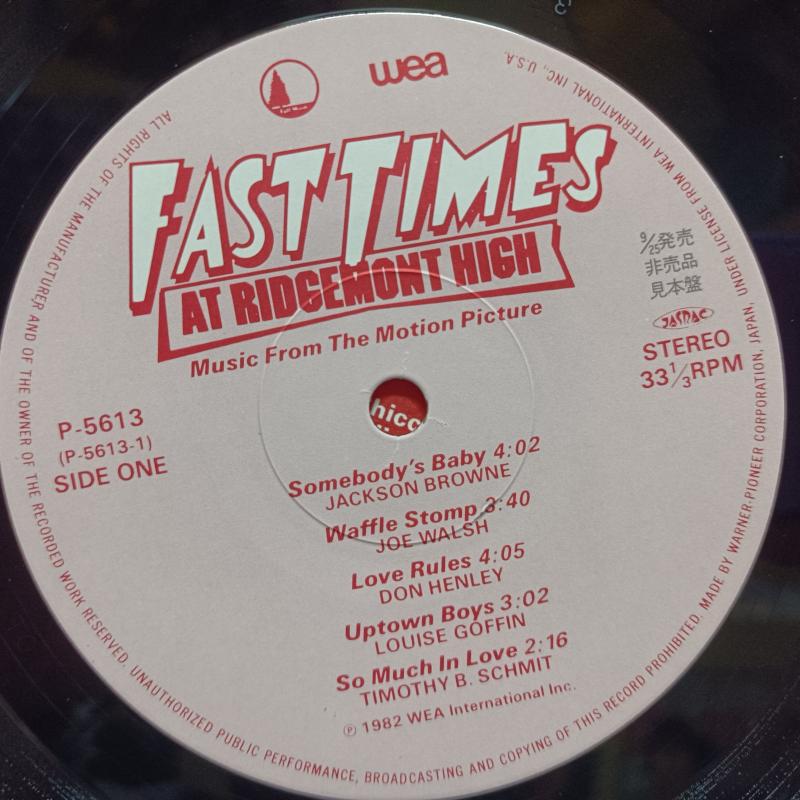 wea
FAST TIMES
AT RIDGEMONT HIGH
Music From The Motion Picture
9/25発売
非売品
見本盤
JASRAC
STEREO
33 1/3 RPM
P-5613
(P-5613-1)
SIDE ONE
hicc
Somebody's Baby 4:02
JACKSON BROWNE
Waffle Stomp 3:40
JOE WALSH
Love Rules 4:05
DON HENLEY
Uptown Boys 3:02
LOUISE GOFFIN
So Much In Love 2:16
TIMOTHY B. SCHMIT
Ⓟ 1982 WEA International Inc.
ALL RIGHTS OF THE MANUFACTURER AND OF THE OWNER OF THE RECORDED WORK RESERVED. UNAUTHORIZED PUBLIC PERFORMANCE, BROADCASTING AND COPYING OF THIS RECORD PROHIBITED. MADE BY WARNER-PIONEER CORPORATION, JAPAN, UNDER LICENSE FROM WEA INTERNATIONAL INC., U.S.A.